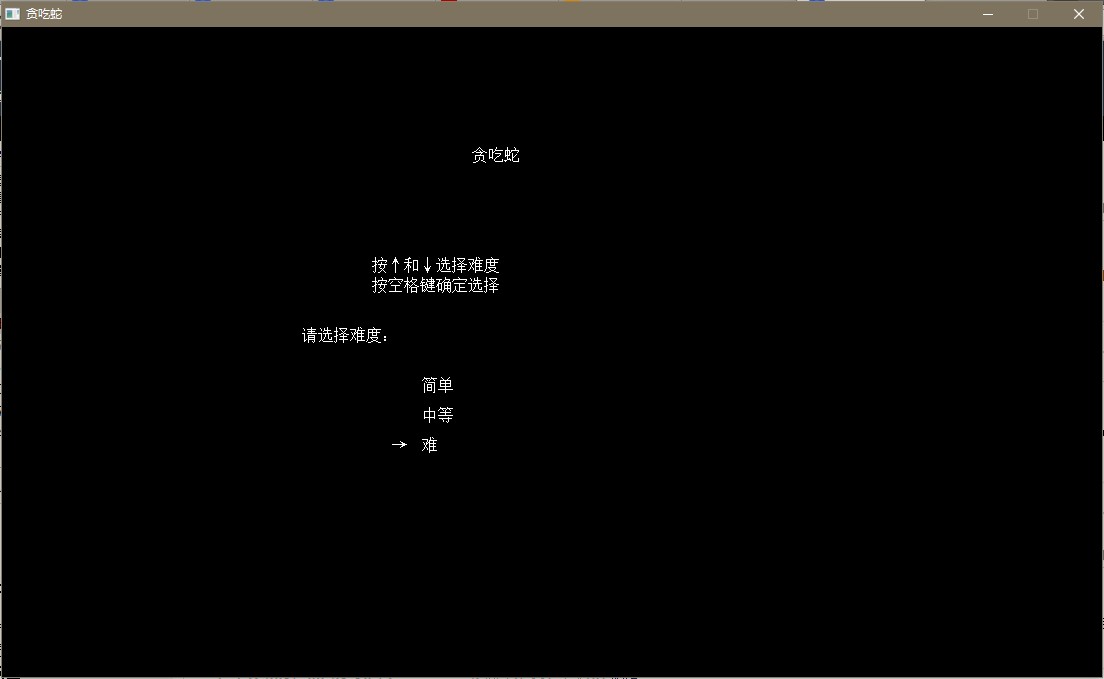 贪吃蛇
贪吃蛇
按↑和↓选择难度
按空格键确定选择
请选择难度：
简单
中等
→ 难